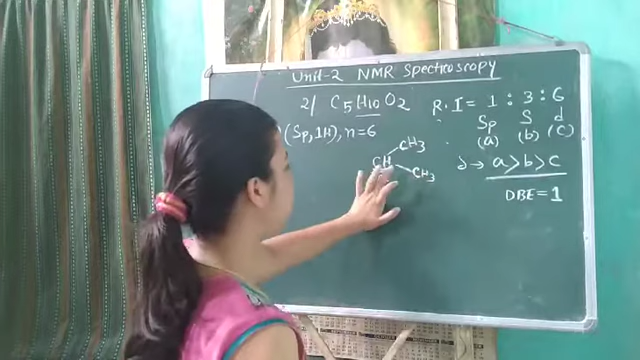 Unit-2 NMR Spectroscopy
2) C5H10O2
R.I = 1 : 3 : 6
Sp S d
(a) (b) (c)
(Sp, 1H), n=6
CH3
CH
CH3
δ → a>b>c
DBE=1